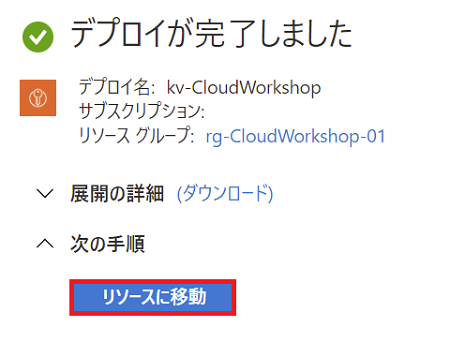 デプロイが完了しました
デプロイ名: kv-CloudWorkshop
サブスクリプション:
リソース グループ: rg-CloudWorkshop-01
展開の詳細 (ダウンロード)
次の手順
リソースに移動